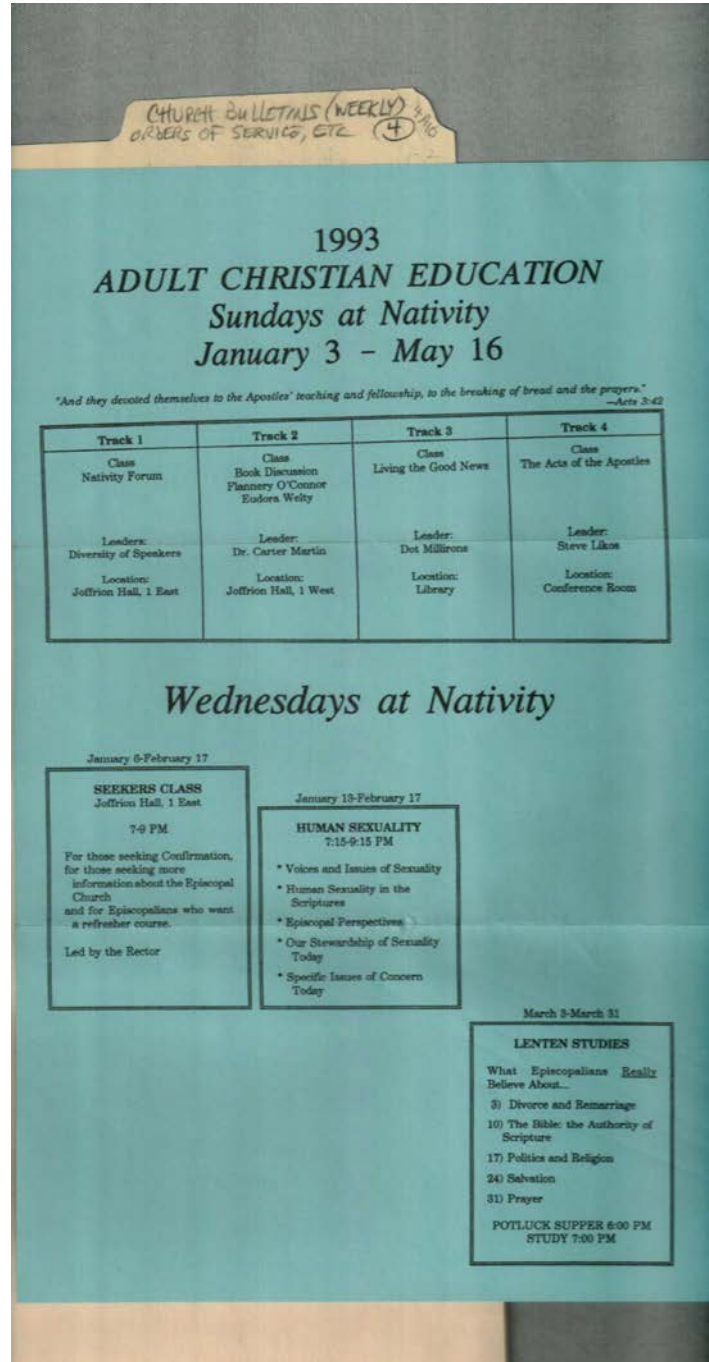 CHURCH BULLETINS (WEEKLY)
ORDERS OF SERVICE, ETC 4
1993
ADULT CHRISTIAN EDUCATION
Sundays at Nativity
January 3 - May 16
"And they devoted themselves to the Apostles' teaching and fellowship, to the breaking of bread and the prayers."
—Acts 2:42
Track 1
Class
Nativity Forum
Leaders:
Diversity of Speakers
Location:
Joffrion Hall, 1 East
Track 2
Class
Book Discussion
Flannery O'Connor
Eudora Welty
Leader:
Dr. Carter Martin
Location:
Joffrion Hall, 1 West
Track 3
Class
Living the Good News
Leader:
Dot Millirons
Location:
Library
Track 4
Class
The Acts of the Apostles
Leader:
Steve Likos
Location:
Conference Room
Wednesdays at Nativity
January 6-February 17
SEEKERS CLASS
Joffrion Hall, 1 East
7-9 PM
For those seeking Confirmation,
for those seeking more
information about the Episcopal
Church
and for Episcopalians who want
a refresher course.
Led by the Rector
January 13-February 17
HUMAN SEXUALITY
7:15-9:15 PM
* Voices and Issues of Sexuality
* Human Sexuality in the
Scriptures
* Episcopal Perspectives
* Our Stewardship of Sexuality
Today
* Specific Issues of Concern
Today
March 3-March 31
LENTEN STUDIES
What Episcopalians Really
Believe About...
3) Divorce and Remarriage
10) The Bible: the Authority of
Scripture
17) Politics and Religion
24) Salvation
31) Prayer
POTLUCK SUPPER 6:00 PM
STUDY 7:00 PM